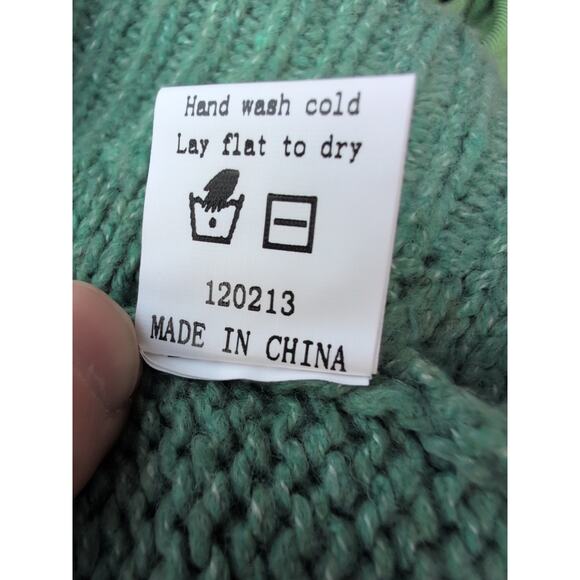 Hand wash cold
Lay flat to dry
120213
MADE IN CHINA